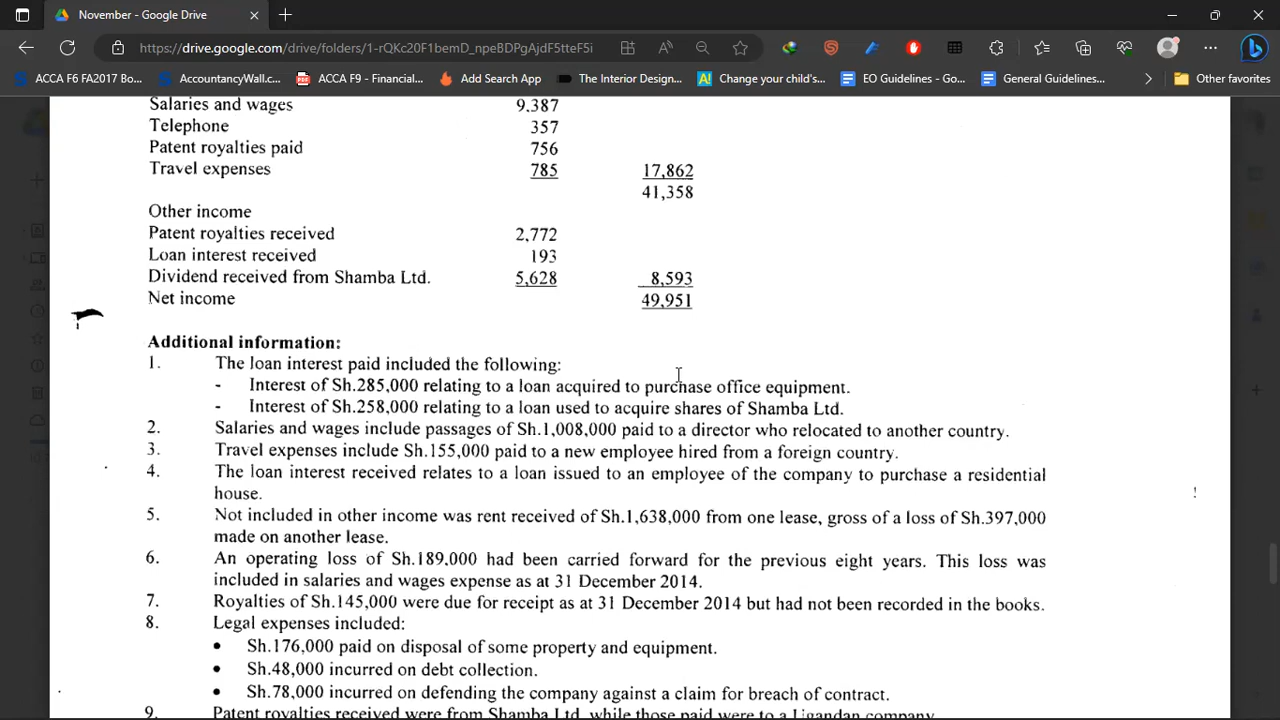 November - Google Drive
https://drive.google.com/drive/folders/1-rQKc20F1bemD_npeBDPgAjdF5tteF5i
ACCA F6 FA2017 Bo...
AccountancyWall.c...
ACCA F9 - Financial...
Add Search App
The Interior Design...
Change your child's...
EO Guidelines - Go...
General Guidelines...
Other favorites
Salaries and wages 9.387
Telephone 357
Patent royalties paid 756
Travel expenses 785 17,862
41,358
Other income
Patent royalties received 2,772
Loan interest received 193
Dividend received from Shamba Ltd. 5,628 8,593
Net income 49,951
Additional information:
1. The loan interest paid included the following:
- Interest of Sh.285,000 relating to a loan acquired to purchase office equipment.
- Interest of Sh.258,000 relating to a loan used to acquire shares of Shamba Ltd.
2. Salaries and wages include passages of Sh.1,008,000 paid to a director who relocated to another country.
3. Travel expenses include Sh.155,000 paid to a new employee hired from a foreign country.
4. The loan interest received relates to a loan issued to an employee of the company to purchase a residential
house.
5. Not included in other income was rent received of Sh.1,638,000 from one lease, gross of a loss of Sh.397,000
made on another lease.
6. An operating loss of Sh.189,000 had been carried forward for the previous eight years. This loss was
included in salaries and wages expense as at 31 December 2014.
7. Royalties of Sh.145,000 were due for receipt as at 31 December 2014 but had not been recorded in the books.
8. Legal expenses included:
• Sh.176,000 paid on disposal of some property and equipment.
• Sh.48,000 incurred on debt collection.
• Sh.78,000 incurred on defending the company against a claim for breach of contract.
9. Patent royalties received were from Shamba Ltd. while those paid were to a Ugandan company.